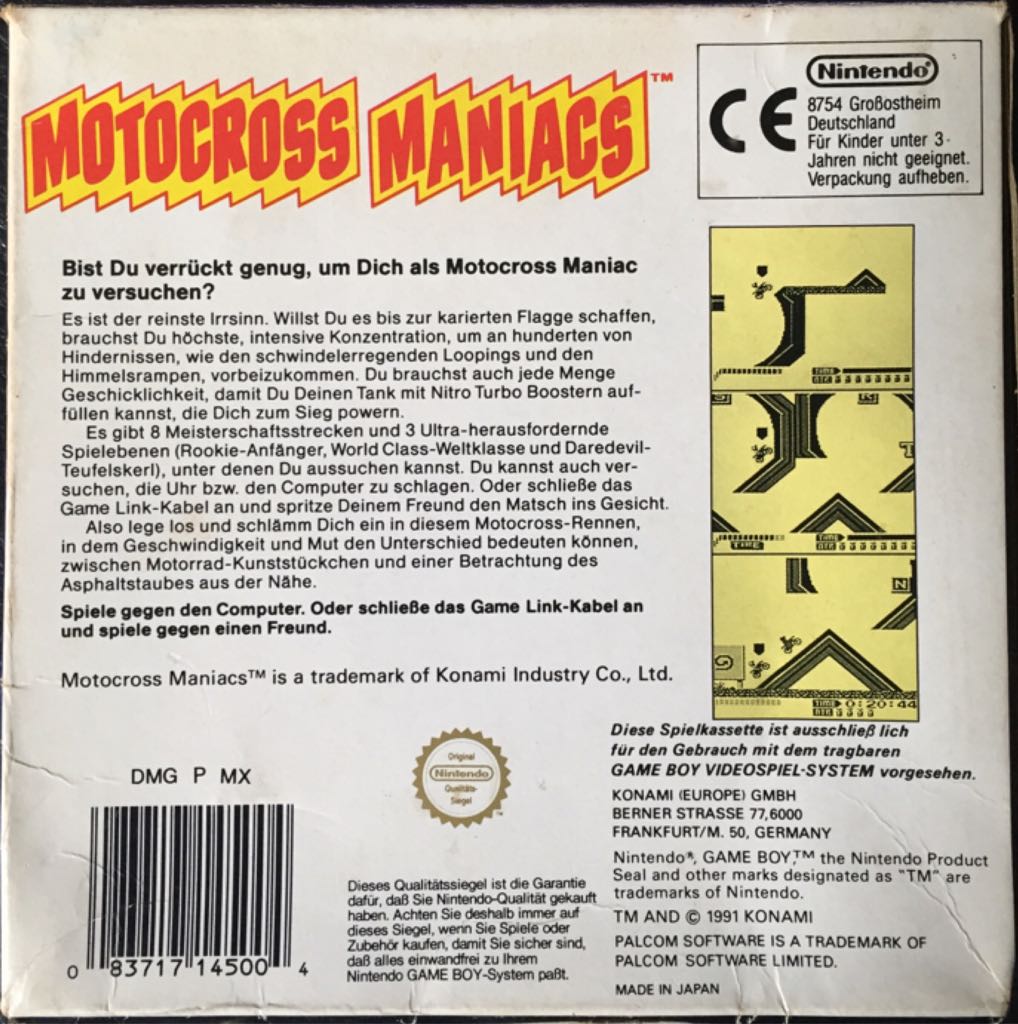 MOTOCROSS MANIACS™
Nintendo®
CE
8754 Großostheim
Deutschland
Für Kinder unter 3
Jahren nicht geeignet.
Verpackung aufheben.
Bist Du verrückt genug, um Dich als Motocross Maniac
zu versuchen?
Es ist der reinste Irrsinn. Willst Du es bis zur karierten Flagge schaffen,
brauchst Du höchste, intensive Konzentration, um an hunderten von
Hindernissen, wie den schwindelerregenden Loopings und den
Himmelsrampen, vorbeizukommen. Du brauchst auch jede Menge
Geschicklichkeit, damit Du Deinen Tank mit Nitro Turbo Boostern auf-
füllen kannst, die Dich zum Sieg powern.
Es gibt 8 Meisterschaftsstrecken und 3 Ultra-herausfordernde
Spielebenen (Rookie-Anfänger, World Class-Weltklasse und Daredevil-
Teufelskerl), unter denen Du aussuchen kannst. Du kannst auch ver-
suchen, die Uhr bzw. den Computer zu schlagen. Oder schließe das
Game Link-Kabel an und spritze Deinem Freund den Matsch ins Gesicht.
Also lege los und schlämm Dich ein in diesem Motocross-Rennen,
in dem Geschwindigkeit und Mut den Unterschied bedeuten können,
zwischen Motorrad-Kunststückchen und einer Betrachtung des
Asphaltstaubes aus der Nähe.
Spiele gegen den Computer. Oder schließe das Game Link-Kabel an
und spiele gegen einen Freund.
Motocross Maniacs™ is a trademark of Konami Industry Co., Ltd.
TIME
TIME
TIME
N
TIME 0:20:44
Diese Spielkassette ist ausschließ lich
für den Gebrauch mit dem tragbaren
GAME BOY VIDEOSPIEL-SYSTEM vorgesehen.
KONAMI (EUROPE) GMBH
BERNER STRASSE 77,6000
FRANKFURT/M. 50, GERMANY
Nintendo®, GAME BOY,™ the Nintendo Product
Seal and other marks designated as "TM" are
trademarks of Nintendo.
TM AND © 1991 KONAMI
PALCOM SOFTWARE IS A TRADEMARK OF
PALCOM SOFTWARE LIMITED.
MADE IN JAPAN
DMG P MX
0 83717 14500 4
Original
Nintendo
Qualitäts-
Siegel
Dieses Qualitätssiegel ist die Garantie
dafür, daß Sie Nintendo-Qualität gekauft
haben. Achten Sie deshalb immer auf
dieses Siegel, wenn Sie Spiele oder
Zubehör kaufen, damit Sie sicher sind,
daß alles einwandfrei zu Ihrem
Nintendo GAME BOY-System paßt.